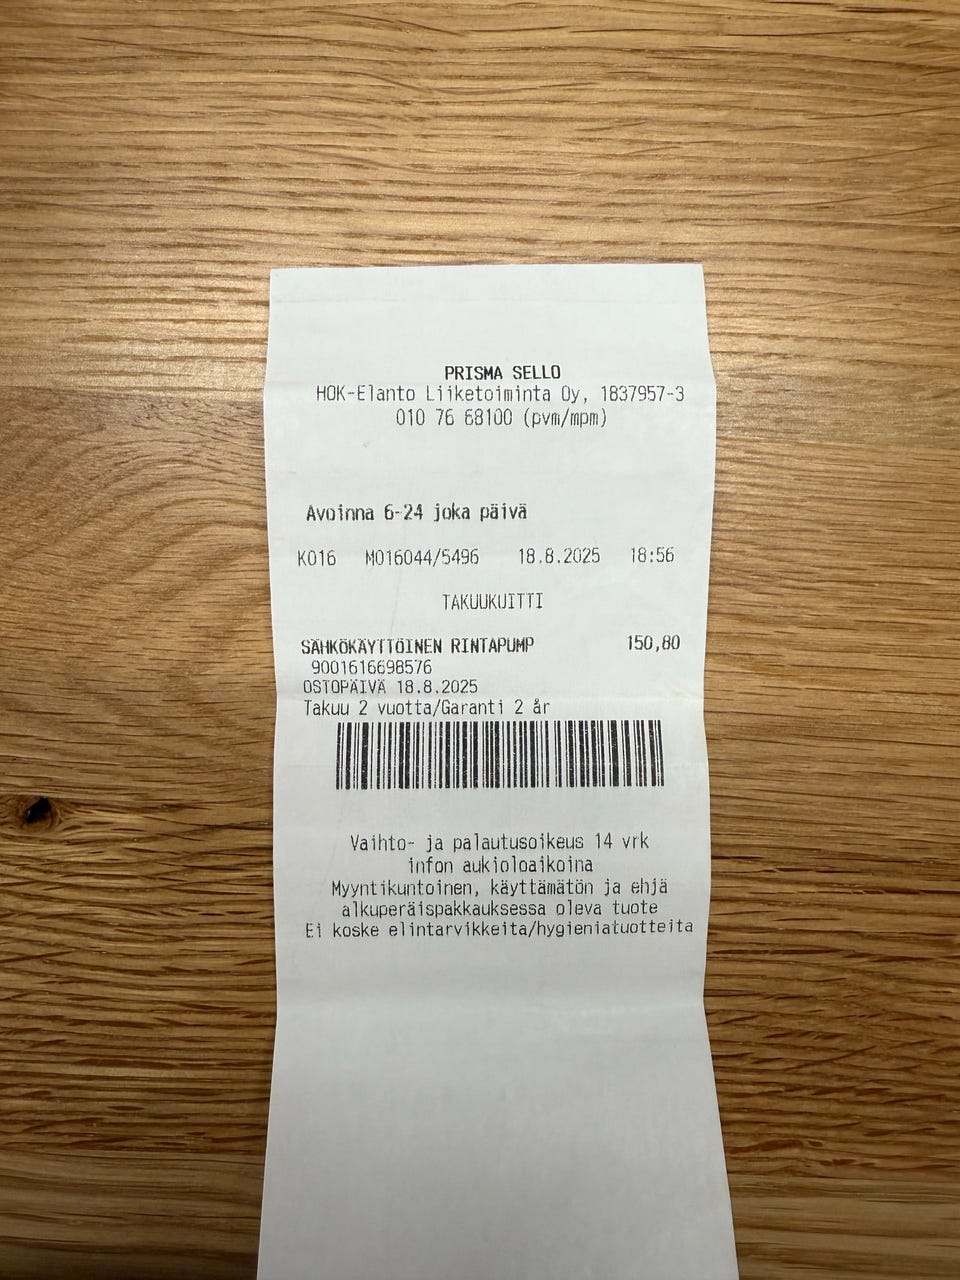 PRISMA SELLO
HOK-Elanto Liiketoiminta Oy, 1837957-3
010 76 68100 (pvm/mpm)
Avoinna 6-24 joka päivä
K016 M016044/5496 18.8.2025 18:56
TAKUUKUITTI
SÄHKÖKÄYTTÖINEN RINTAPUMP 150,80
9001616698576
OSTOPÄIVÄ 18.8.2025
Takuu 2 vuotta/Garanti 2 år
Vaihto- ja palautusoikeus 14 vrk
infon aukioloaikoina
Myyntikuntoinen, käyttämätön ja ehjä
alkuperäispakkauksessa oleva tuote
Ei koske elintarvikkeita/hygieniatuotteita